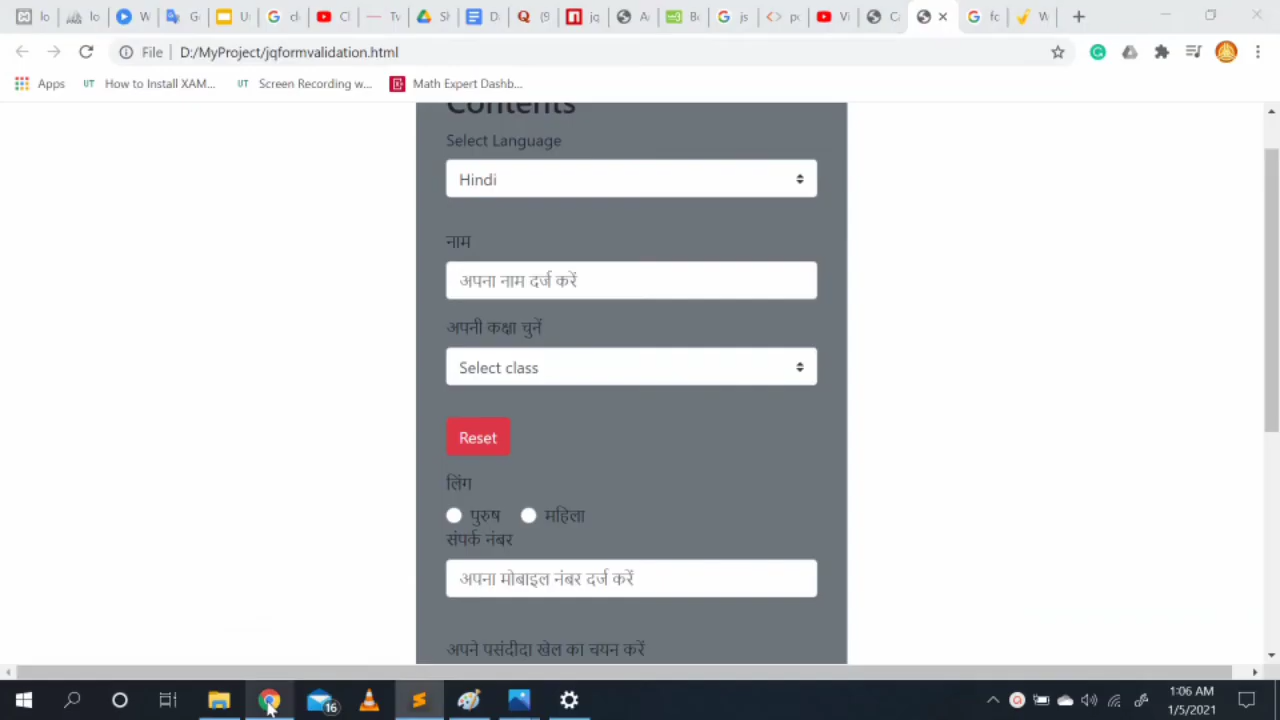 File | D:/MyProject/jqformvalidation.html
Apps
How to Install XAM...
Screen Recording w...
Math Expert Dashb...
Contents
Select Language
Hindi
नाम
अपना नाम दर्ज करें
अपनी कक्षा चुनें
Select class
Reset
लिंग
पुरुष महिला
संपर्क नंबर
अपना मोबाइल नंबर दर्ज करें
अपने पसंदीदा खेल का चयन करें
16
1:06 AM
1/5/2021